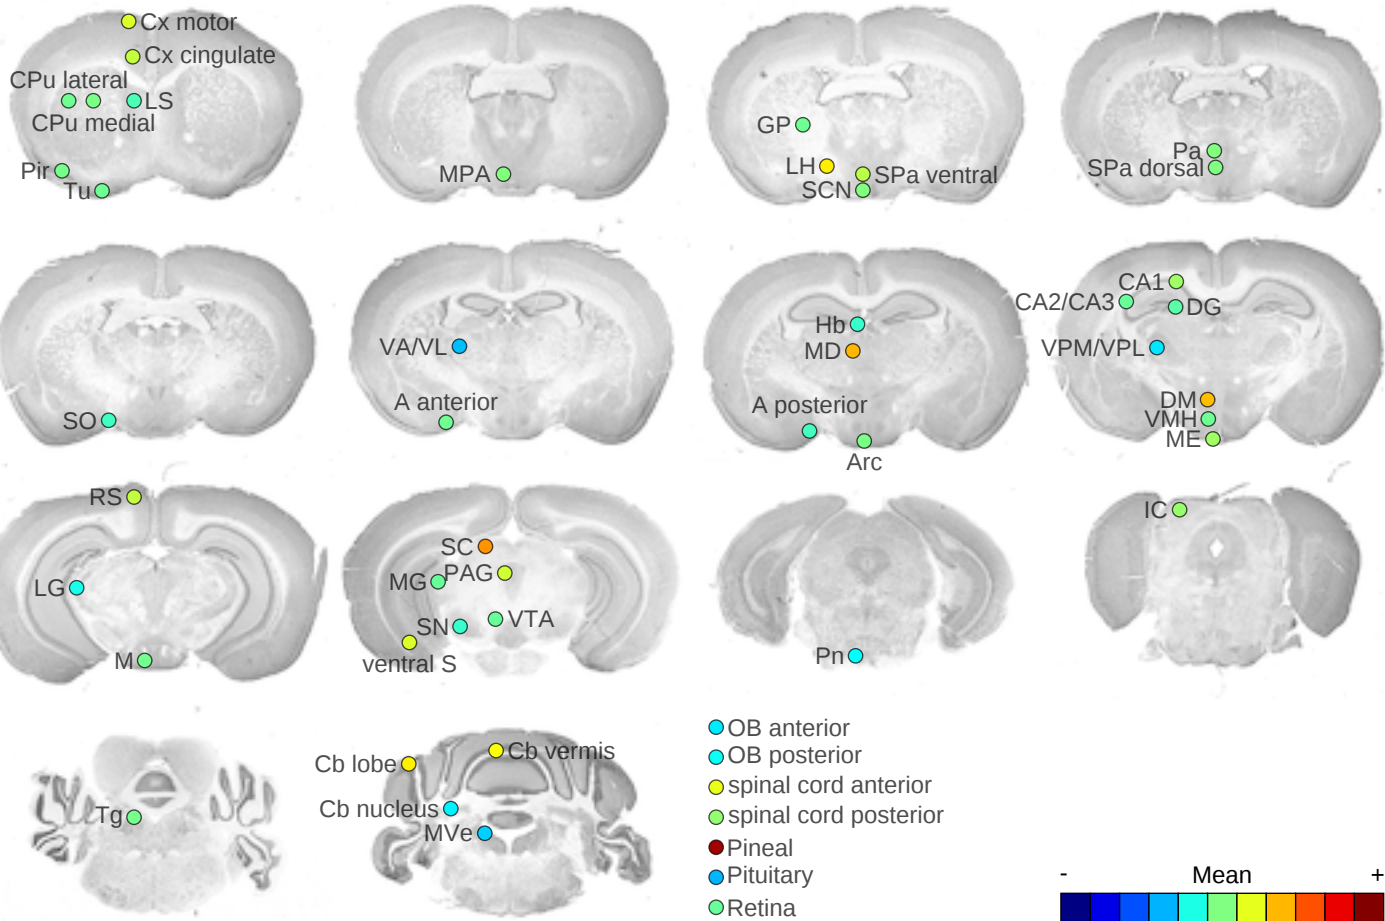 Cx motor
Cx cingulate
CPu lateral
LS
CPu medial
Pir
Tu
MPA
GP
LH
SPa ventral
SCN
Pa
SPa dorsal
SO
VA/VL
A anterior
Hb
MD
A posterior
Arc
CA1
CA2/CA3
DG
VPM/VPL
DM
VMH
ME
RS
LG
M
SC
PAG
MG
VTA
SN
ventral S
Pn
IC
Tg
Cb lobe
Cb vermis
Cb nucleus
MVe
OB anterior
OB posterior
spinal cord anterior
spinal cord posterior
Pineal
Pituitary
Retina
- Mean +